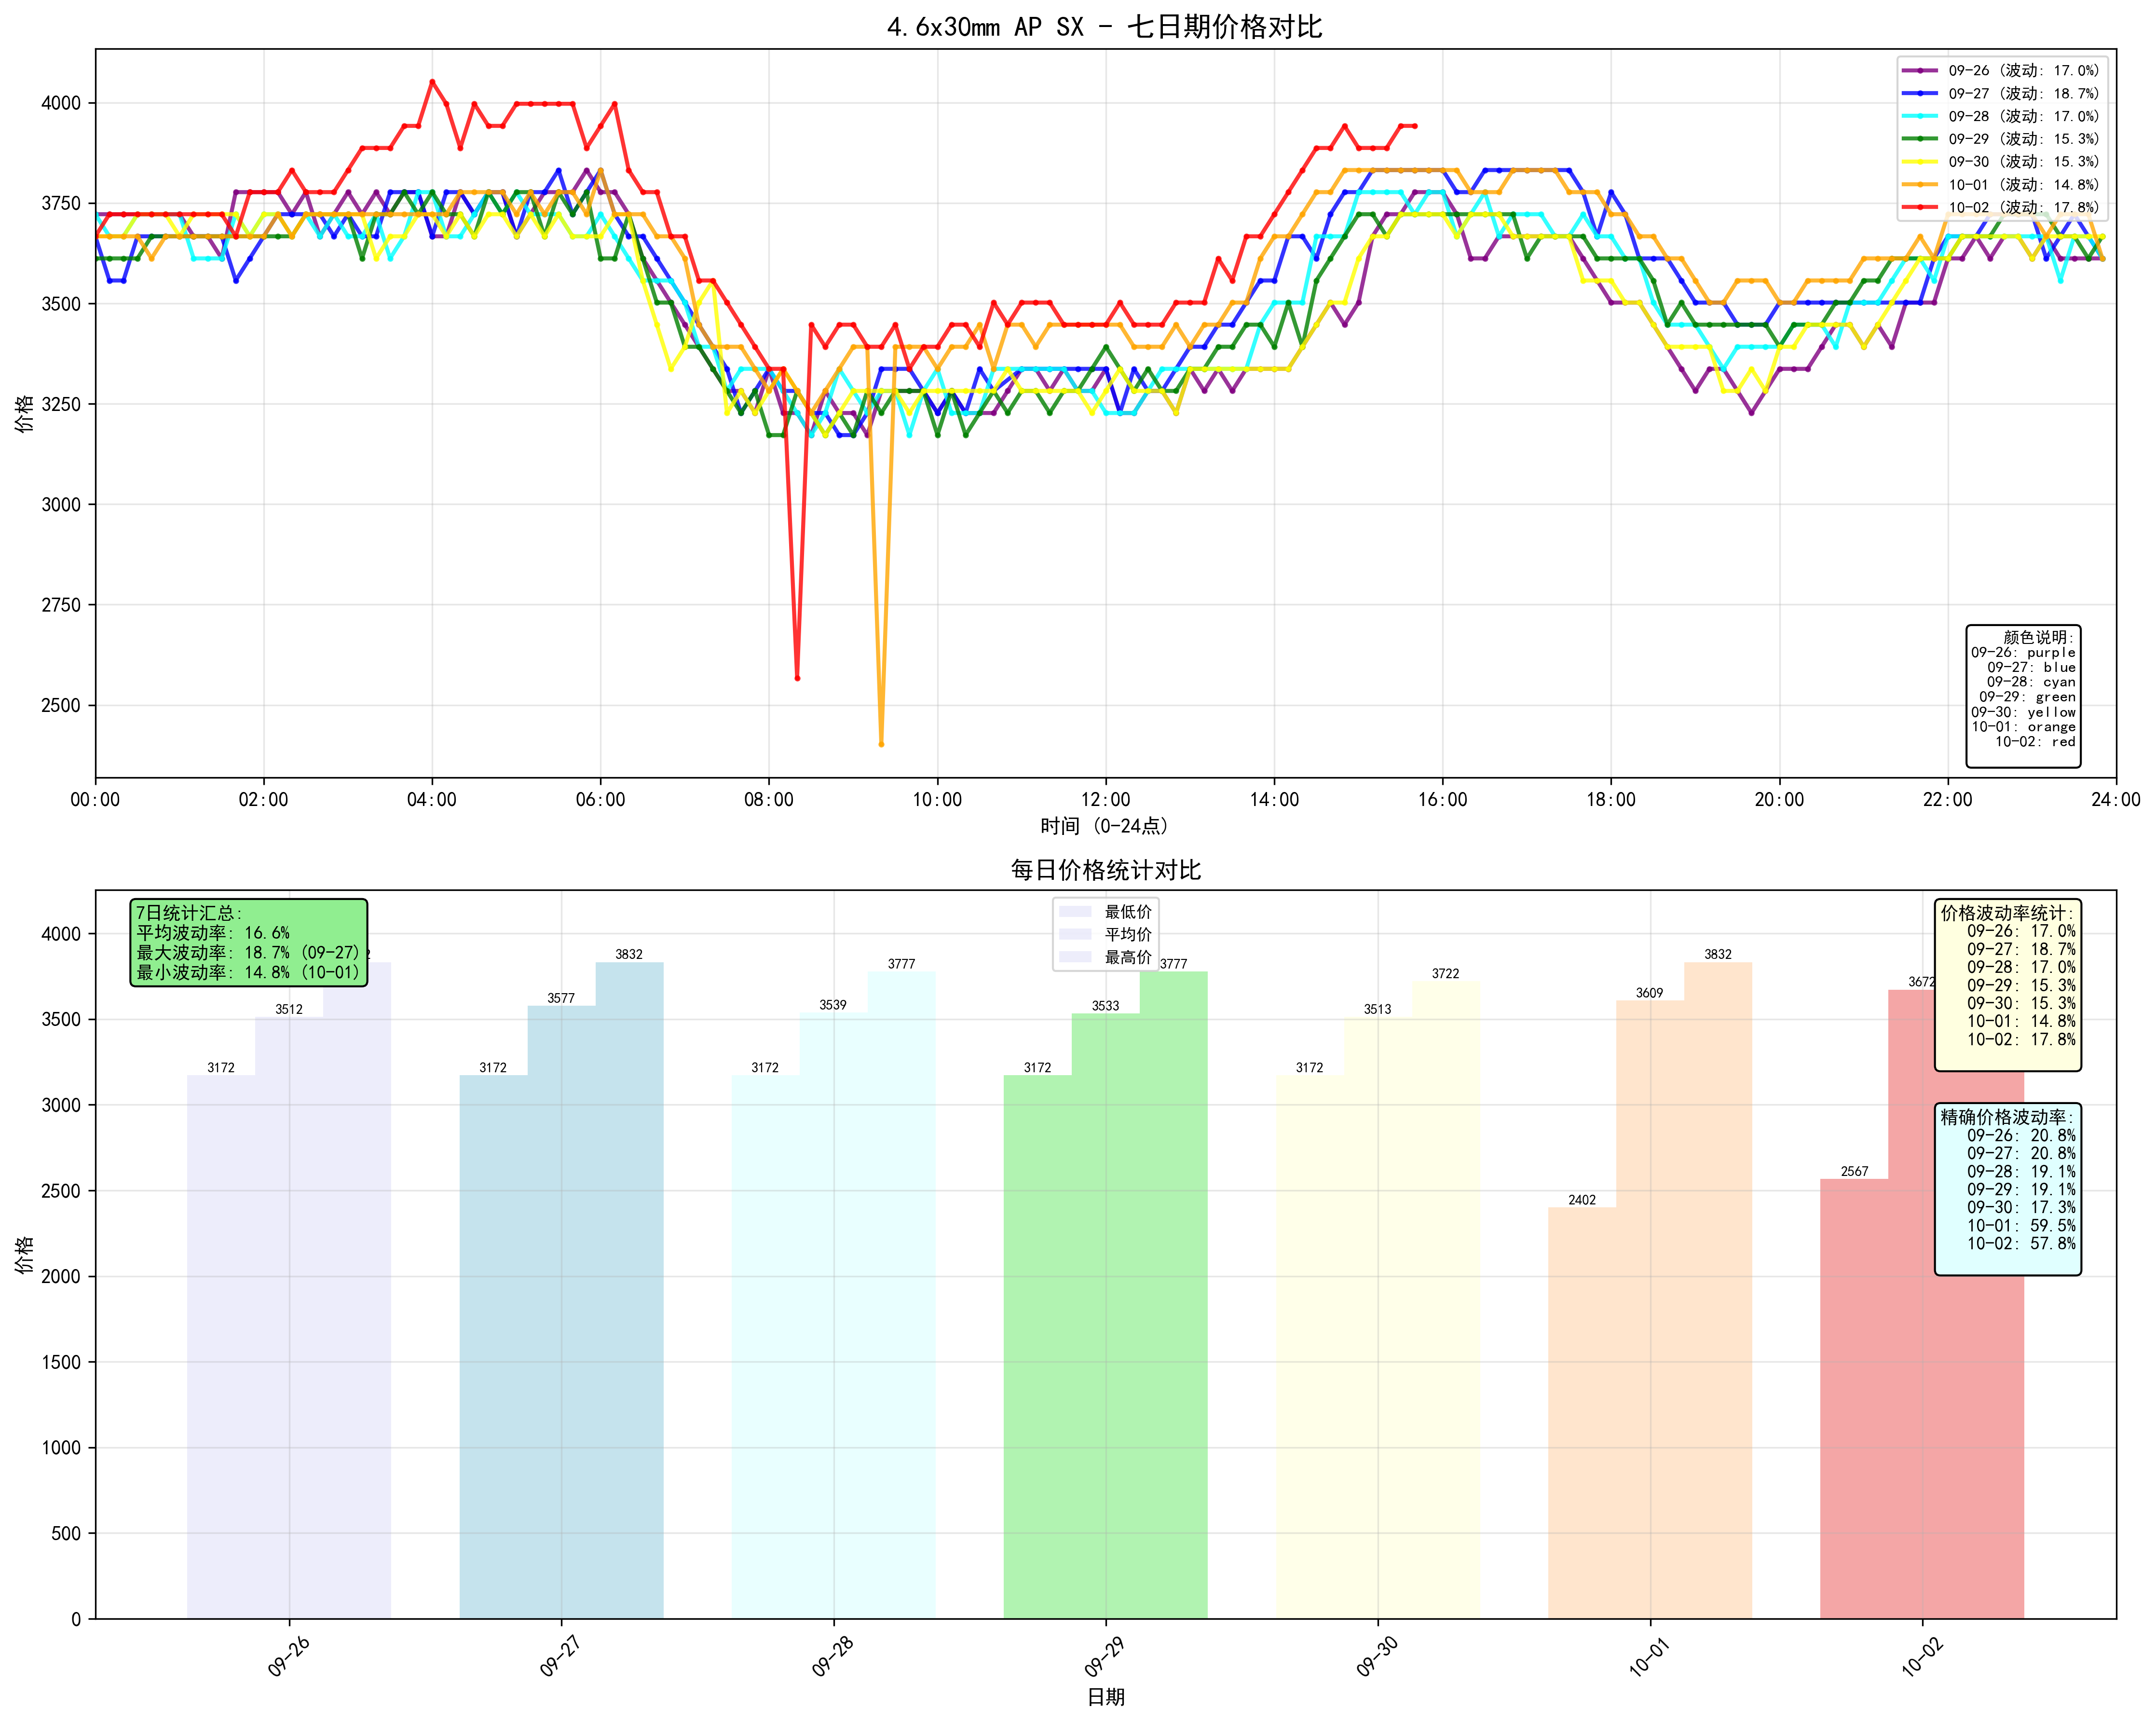 4.6x30mm AP SX - 七日期价格对比
价格
4000
3750
3500
3250
3000
2750
2500
09-26 (波动: 17.0%)
09-27 (波动: 18.7%)
09-28 (波动: 17.0%)
09-29 (波动: 15.3%)
09-30 (波动: 15.3%)
10-01 (波动: 14.8%)
10-02 (波动: 17.8%)
颜色说明:
09-26: purple
09-27: blue
09-28: cyan
09-29: green
09-30: yellow
10-01: orange
10-02: red
00:00 02:00 04:00 06:00 08:00 10:00 12:00 14:00 16:00 18:00 20:00 22:00 24:00
时间 (0-24点)
每日价格统计对比
价格
4000
3500
3000
2500
2000
1500
1000
500
0
7日统计汇总:
平均波动率: 16.6%
最大波动率: 18.7% (09-27)
最小波动率: 14.8% (10-01)
最低价
平均价
最高价
价格波动率统计:
09-26: 17.0%
09-27: 18.7%
09-28: 17.0%
09-29: 15.3%
09-30: 15.3%
10-01: 14.8%
10-02: 17.8%
精确价格波动率:
09-26: 20.8%
09-27: 20.8%
09-28: 19.1%
09-29: 19.1%
09-30: 17.3%
10-01: 59.5%
10-02: 57.8%
3172 3512
3172 3577 3832
3172 3539 3777
3172 3533 3777
3172 3513 3722
2402 3609 3832
2567 3672
09-26 09-27 09-28 09-29 09-30 10-01 10-02
日期